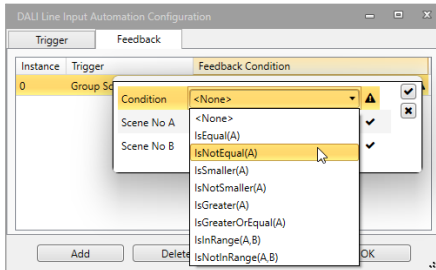 DALI Line Input Automation Configuration
Trigger Feedback
Instance Trigger Feedback Condition
0 Group Sc
Condition <None>
Scene No A
Scene No B
<None>
IsEqual(A)
IsNotEqual(A)
IsSmaller(A)
IsNotSmaller(A)
IsGreater(A)
IsGreaterOrEqual(A)
IsInRange(A,B)
IsNotInRange(A,B)
Add Delete OK